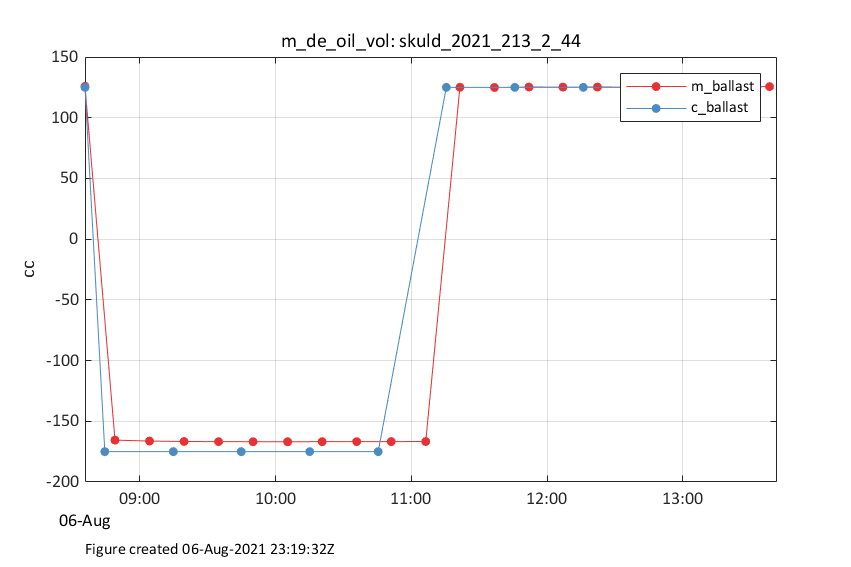 m_de_oil_vol: skuld_2021_213_2_44
150
100
50
0
-50
-100
-150
-200
cc
m_ballast
c_ballast
09:00
10:00
11:00
12:00
13:00
06-Aug
Figure created 06-Aug-2021 23:19:32Z